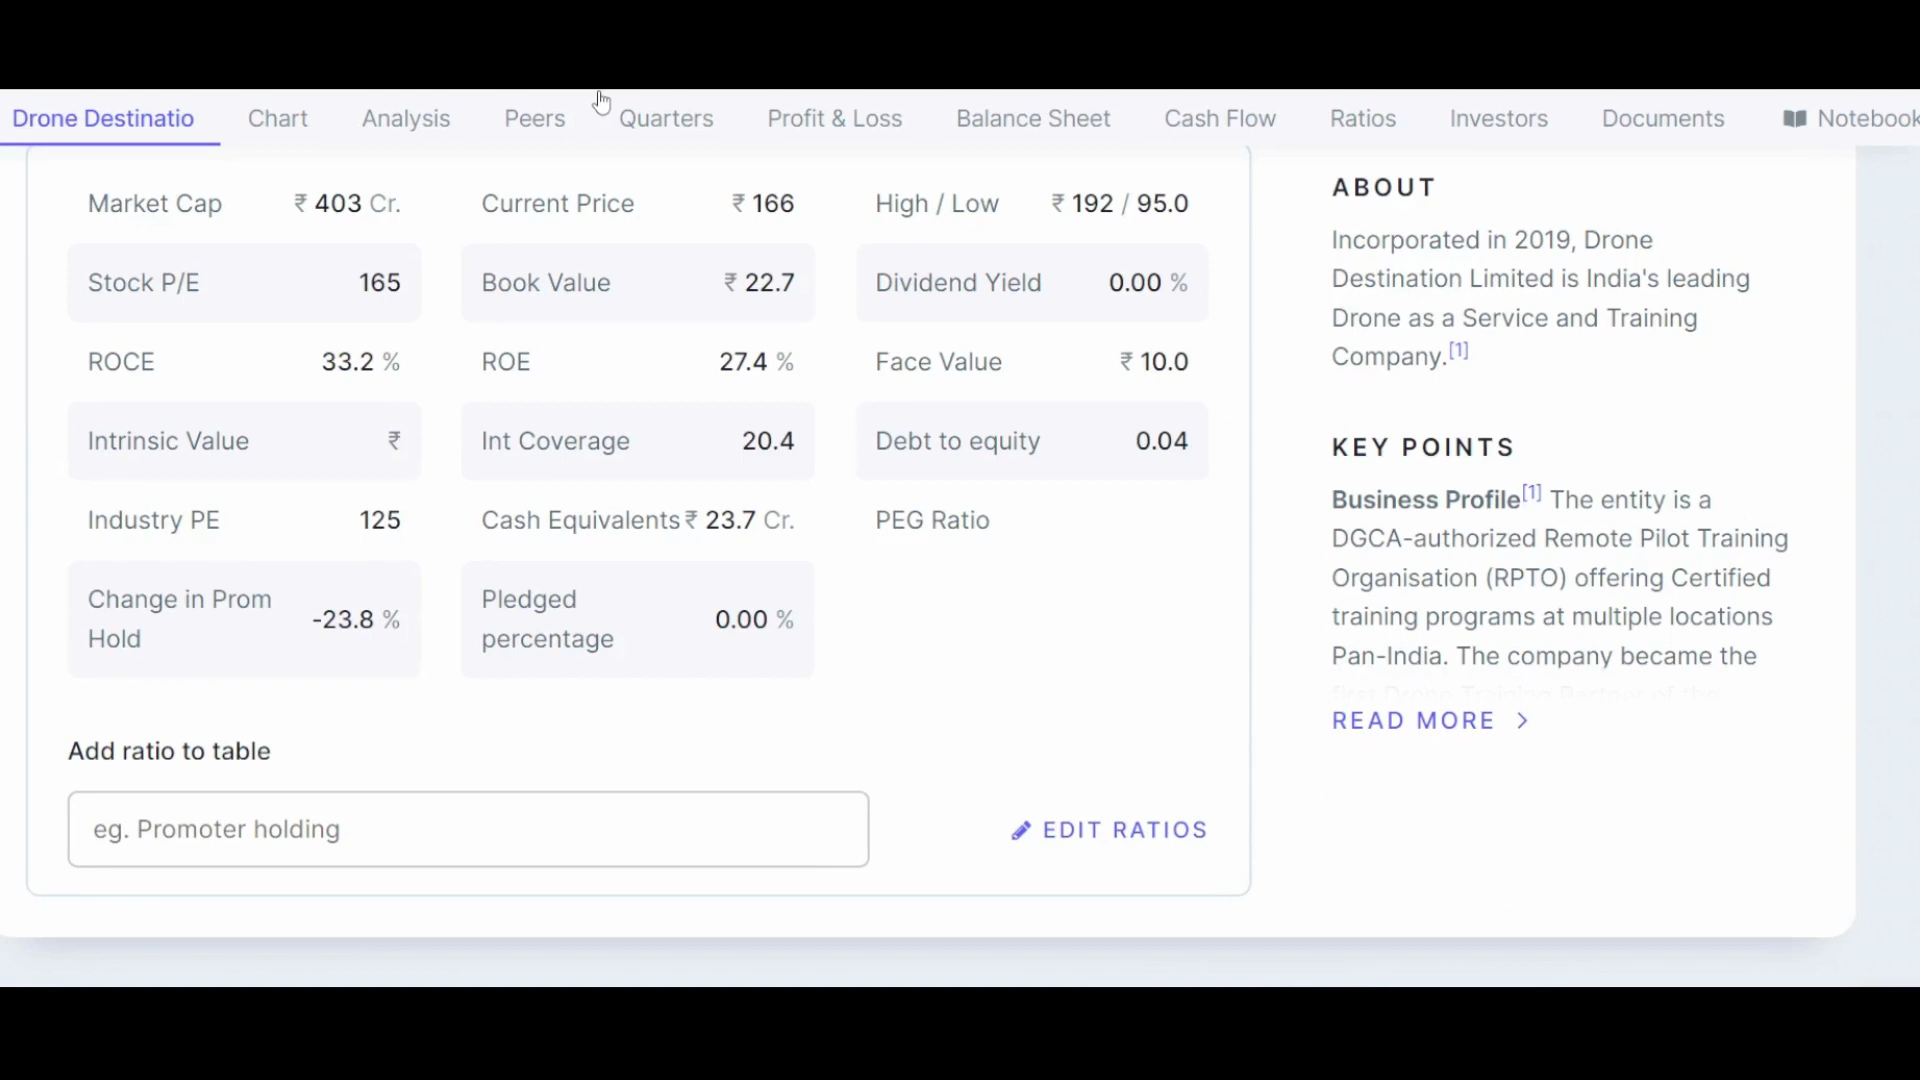 Drone Destinatio Chart Analysis Peers Quarters Profit & Loss Balance Sheet Cash Flow Ratios Investors Documents Notebook
Market Cap ₹ 403 Cr. Current Price ₹ 166 High / Low ₹ 192 / 95.0
Stock P/E 165 Book Value ₹ 22.7 Dividend Yield 0.00 %
ROCE 33.2 % ROE 27.4 % Face Value ₹ 10.0
Intrinsic Value ₹ Int Coverage 20.4 Debt to equity 0.04
Industry PE 125 Cash Equivalents ₹ 23.7 Cr. PEG Ratio
Change in Prom Hold -23.8 % Pledged percentage 0.00 %
Add ratio to table
eg. Promoter holding
EDIT RATIOS
ABOUT
Incorporated in 2019, Drone
Destination Limited is India's leading
Drone as a Service and Training
Company.[1]
KEY POINTS
Business Profile[1] The entity is a
DGCA-authorized Remote Pilot Training
Organisation (RPTO) offering Certified
training programs at multiple locations
Pan-India. The company became the
first Drone Training Partner of the
READ MORE